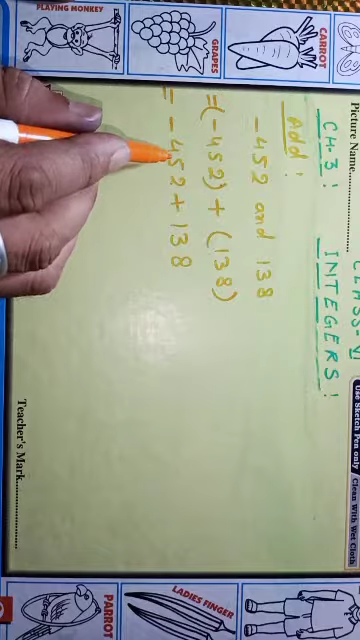 PLAYING MONKEY
GRAPES
CARROT
Picture Name
CLASS-VI
Use Sketch Pen only
Clean With Wet Cloth
CH-3: INTEGERS!
Add:
-452 and 138
=(-452) + (138)
= -452 + 138
Teacher's Mark
PARROT
LADIES FINGER